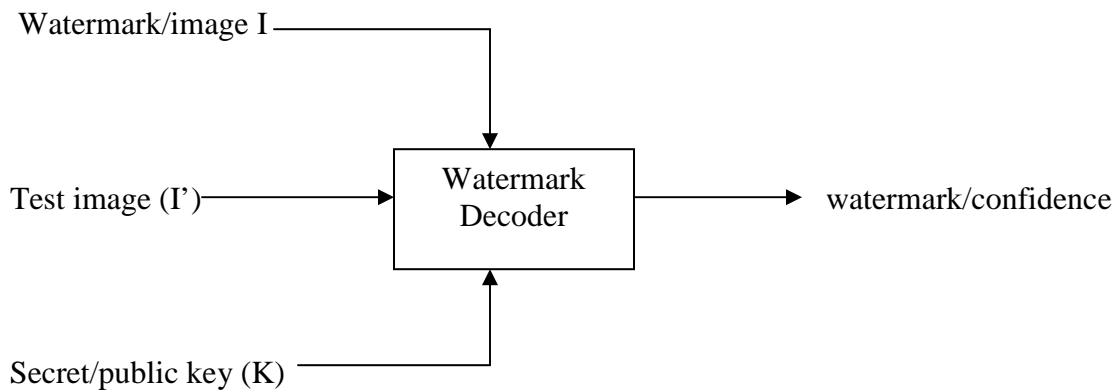 Watermark/image I
Watermark
Decoder
Test image (I’)
watermark/confidence
Secret/public key (K)